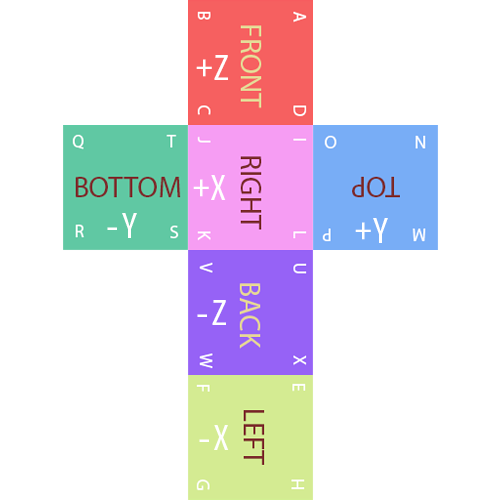 B A
+Z FRONT
C D
Q T J I O N
BOTTOM +X RIGHT TOP
R -Y S K L P +Y M
V U
-Z BACK
W X
F E
-X LEFT
G H